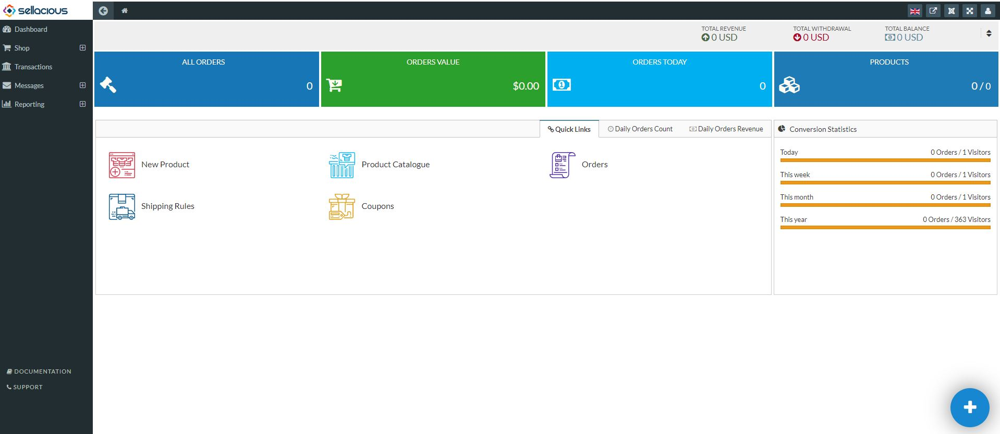 sellacious
Dashboard
Shop
Transactions
Messages
Reporting
DOCUMENTATION
SUPPORT
TOTAL REVENUE
0 USD
TOTAL WITHDRAWAL
0 USD
TOTAL BALANCE
0 USD
ALL ORDERS
0
ORDERS VALUE
$0.00
ORDERS TODAY
1
0
PRODUCTS
0 / 0
Quick Links
Daily Orders Count
Daily Orders Revenue
New Product
Product Catalogue
Orders
Shipping Rules
Coupons
Conversion Statistics
Today 0 Orders / 1 Visitors
This week 0 Orders / 1 Visitors
This month 0 Orders / 1 Visitors
This year 0 Orders / 363 Visitors